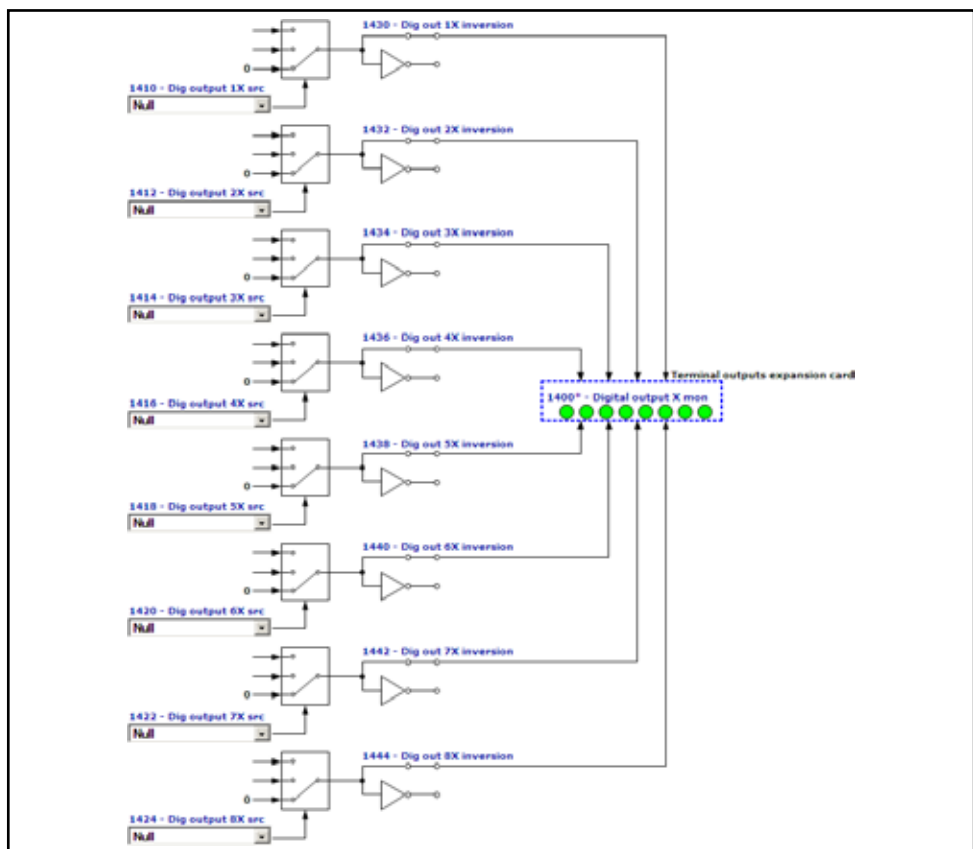 1430 - Dig out 1X inversion
0
1410 - Dig output 1X src
Null
1432 - Dig out 2X inversion
0
1412 - Dig output 2X src
Null
1434 - Dig out 3X inversion
0
1414 - Dig output 3X src
Null
1436 - Dig out 4X inversion
0
1416 - Dig output 4X src
Null
Terminal outputs expansion card
1400* - Digital output X mon
1438 - Dig out 5X inversion
0
1418 - Dig output 5X src
Null
1440 - Dig out 6X inversion
0
1420 - Dig output 6X src
Null
1442 - Dig out 7X inversion
0
1422 - Dig output 7X src
Null
1444 - Dig out 8X inversion
0
1424 - Dig output 8X src
Null